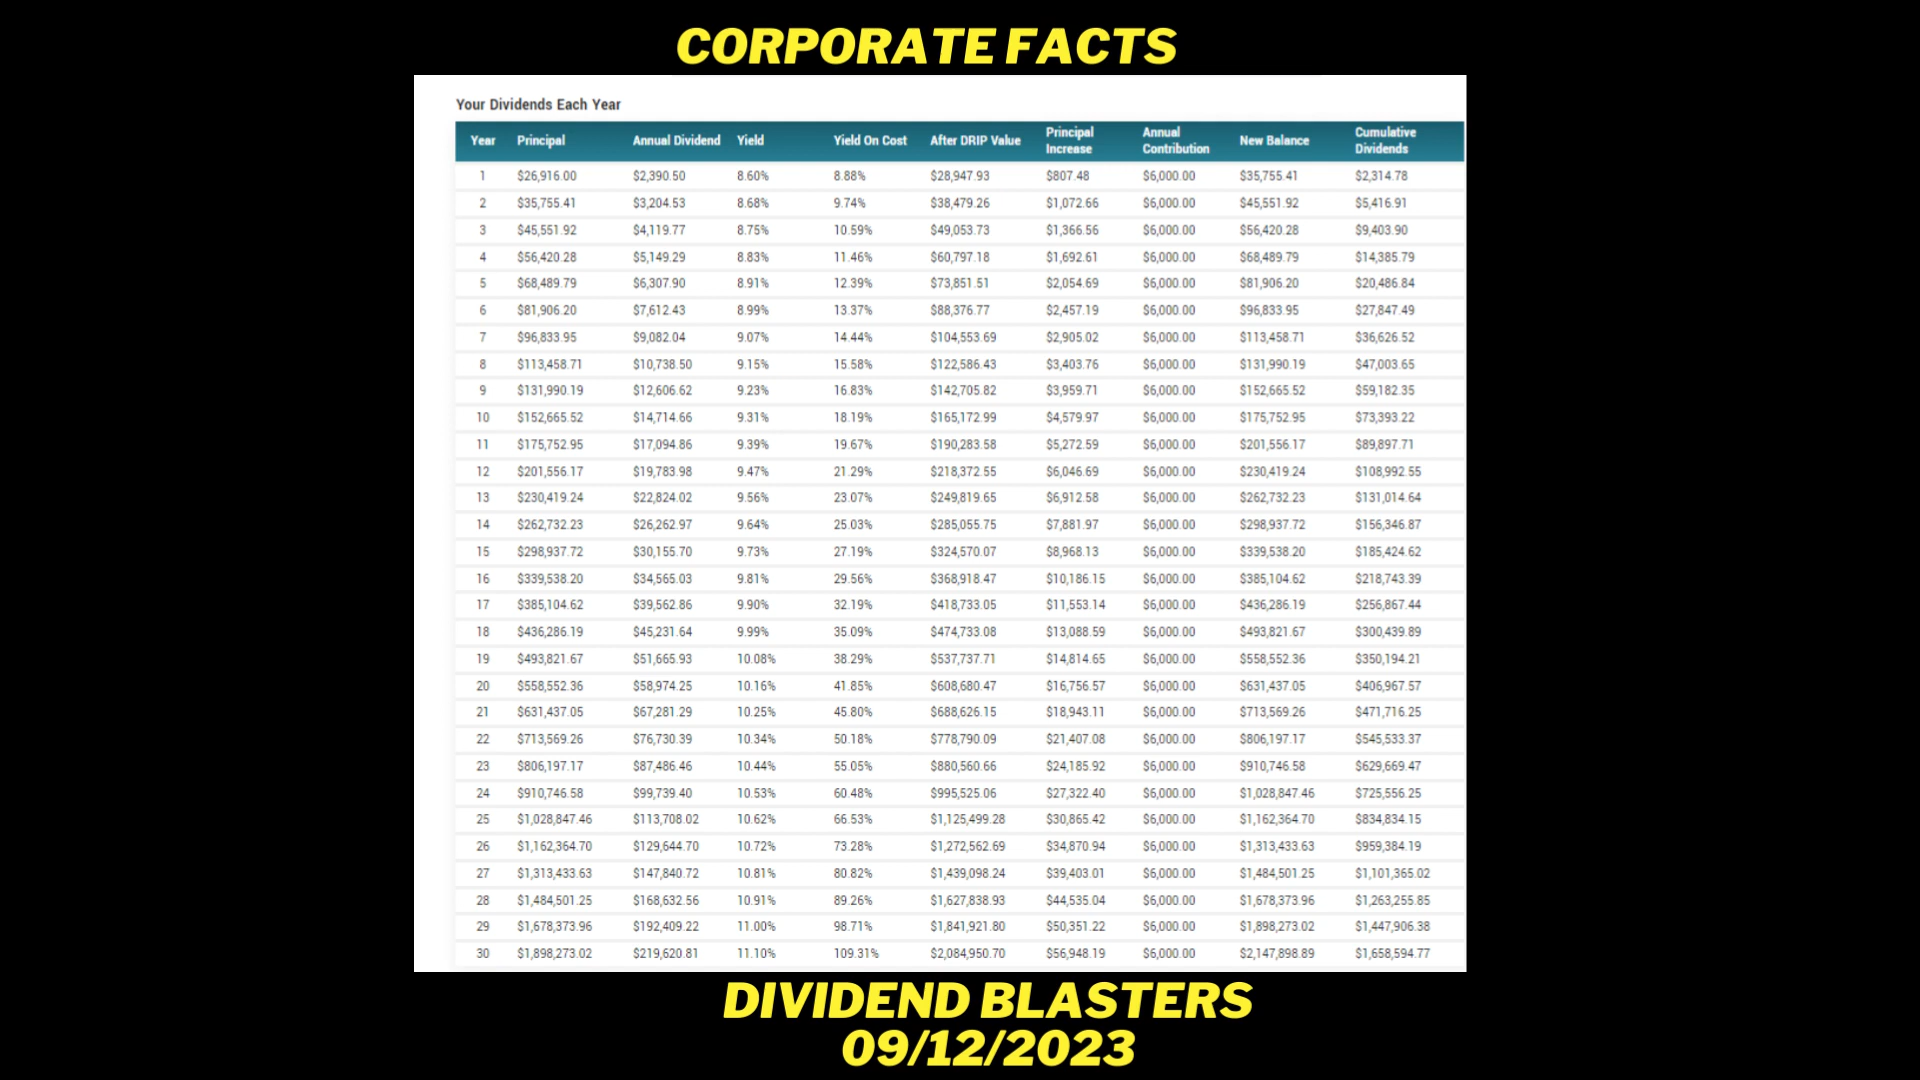 CORPORATE FACTS
Your Dividends Each Year
Year Principal Annual Dividend Yield Yield On Cost After DRIP Value Principal Increase Annual Contribution New Balance Cumulative Dividends
1 $26,916.00 $2,390.50 8.60% 8.88% $28,947.93 $807.48 $6,000.00 $35,755.41 $2,314.78
2 $35,755.41 $3,204.53 8.68% 9.74% $38,479.26 $1,072.66 $6,000.00 $45,551.92 $5,416.91
3 $45,551.92 $4,119.77 8.75% 10.59% $49,053.73 $1,366.56 $6,000.00 $56,420.28 $9,403.90
4 $56,420.28 $5,149.29 8.83% 11.46% $60,797.18 $1,692.61 $6,000.00 $68,489.79 $14,385.79
5 $68,489.79 $6,307.90 8.91% 12.39% $73,851.51 $2,054.69 $6,000.00 $81,906.20 $20,486.84
6 $81,906.20 $7,612.43 8.99% 13.37% $88,376.77 $2,457.19 $6,000.00 $96,833.95 $27,847.49
7 $96,833.95 $9,082.04 9.07% 14.44% $104,553.69 $2,905.02 $6,000.00 $113,458.71 $36,626.52
8 $113,458.71 $10,738.50 9.15% 15.58% $122,586.43 $3,403.76 $6,000.00 $131,990.19 $47,003.65
9 $131,990.19 $12,606.62 9.23% 16.83% $142,705.82 $3,959.71 $6,000.00 $152,665.52 $59,182.35
10 $152,665.52 $14,714.66 9.31% 18.19% $165,172.99 $4,579.97 $6,000.00 $175,752.95 $73,393.22
11 $175,752.95 $17,094.86 9.39% 19.67% $190,283.58 $5,272.59 $6,000.00 $201,556.17 $89,897.71
12 $201,556.17 $19,783.98 9.47% 21.29% $218,372.55 $6,046.69 $6,000.00 $230,419.24 $108,992.55
13 $230,419.24 $22,824.02 9.56% 23.07% $249,819.65 $6,912.58 $6,000.00 $262,732.23 $131,014.64
14 $262,732.23 $26,262.97 9.64% 25.03% $285,055.75 $7,881.97 $6,000.00 $298,937.72 $156,346.87
15 $298,937.72 $30,155.70 9.73% 27.19% $324,570.07 $8,968.13 $6,000.00 $339,538.20 $185,424.62
16 $339,538.20 $34,565.03 9.81% 29.56% $368,918.47 $10,186.15 $6,000.00 $385,104.62 $218,743.39
17 $385,104.62 $39,562.86 9.90% 32.19% $418,733.05 $11,553.14 $6,000.00 $436,286.19 $256,867.44
18 $436,286.19 $45,231.64 9.99% 35.09% $474,733.08 $13,088.59 $6,000.00 $493,821.67 $300,439.89
19 $493,821.67 $51,665.93 10.08% 38.29% $537,737.71 $14,814.65 $6,000.00 $558,552.36 $350,194.21
20 $558,552.36 $58,974.25 10.16% 41.85% $608,680.47 $16,756.57 $6,000.00 $631,437.05 $406,967.57
21 $631,437.05 $67,281.29 10.25% 45.80% $688,626.15 $18,943.11 $6,000.00 $713,569.26 $471,716.25
22 $713,569.26 $76,730.39 10.34% 50.18% $778,790.09 $21,407.08 $6,000.00 $806,197.17 $545,533.37
23 $806,197.17 $87,486.46 10.44% 55.05% $880,560.66 $24,185.92 $6,000.00 $910,746.58 $629,669.47
24 $910,746.58 $99,739.40 10.53% 60.48% $995,525.06 $27,322.40 $6,000.00 $1,028,847.46 $725,556.25
25 $1,028,847.46 $113,708.02 10.62% 66.53% $1,125,499.28 $30,865.42 $6,000.00 $1,162,364.70 $834,834.15
26 $1,162,364.70 $129,644.70 10.72% 73.28% $1,272,562.69 $34,870.94 $6,000.00 $1,313,433.63 $959,384.19
27 $1,313,433.63 $147,840.72 10.81% 80.82% $1,439,098.24 $39,403.01 $6,000.00 $1,484,501.25 $1,101,365.02
28 $1,484,501.25 $168,632.56 10.91% 89.26% $1,627,838.93 $44,535.04 $6,000.00 $1,678,373.96 $1,263,255.85
29 $1,678,373.96 $192,409.22 11.00% 98.71% $1,841,921.80 $50,351.22 $6,000.00 $1,898,273.02 $1,447,906.38
30 $1,898,273.02 $219,620.81 11.10% 109.31% $2,084,950.70 $56,948.19 $6,000.00 $2,147,898.89 $1,658,594.77
DIVIDEND BLASTERS
09/12/2023